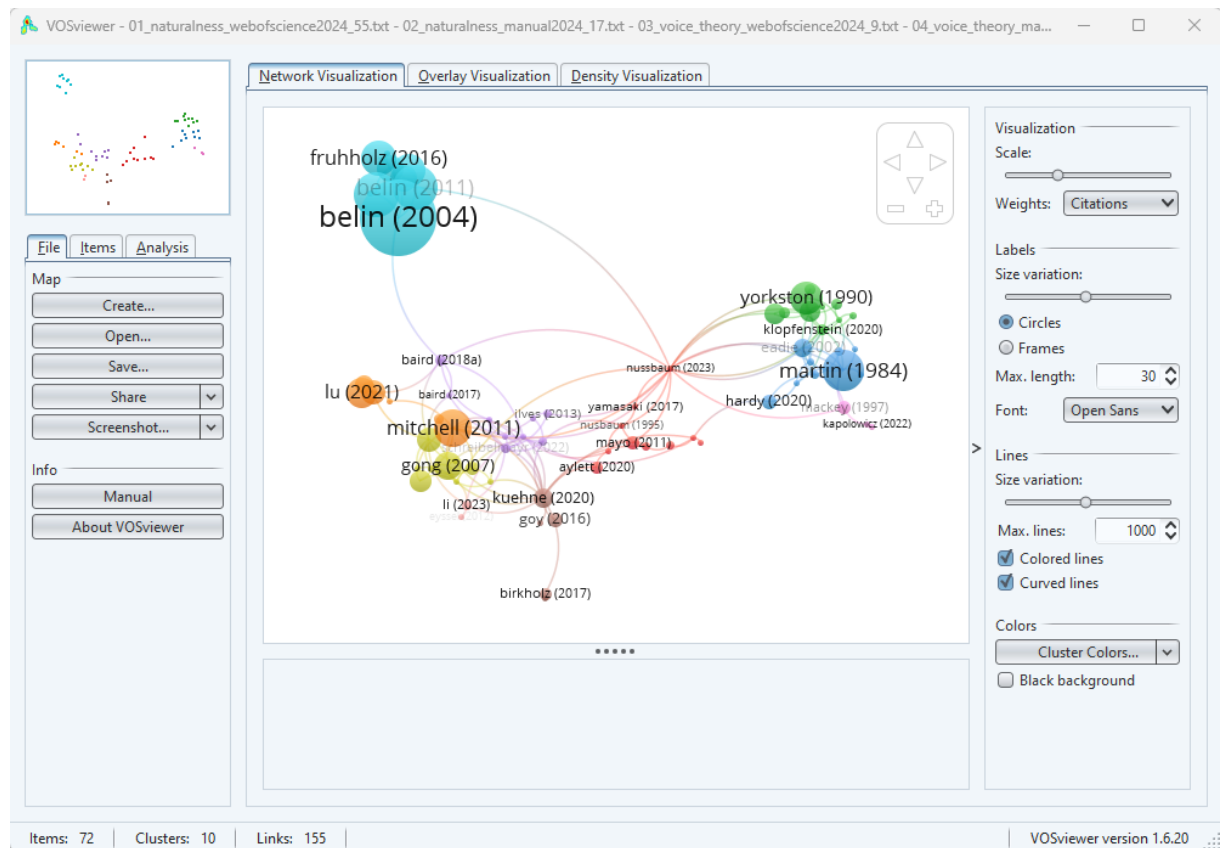 VOSviewer - 01_naturalness_webofscience2024_55.txt - 02_naturalness_manual2024_17.txt - 03_voice_theory_webofscience2024_9.txt - 04_voice_theory_ma...
Network Visualization Overlay Visualization Density Visualization
File Items Analysis
Map
Create...
Open...
Save...
Share
Screenshot...
Info
Manual
About VOSviewer
fruhholz (2016)
belin (2011)
belin (2004)
yorkston (1990)
klopfenstein (2020)
eadie (2002)
baird (2018a)
nussbaum (2023)
martin (1984)
lu (2021)
baird (2017)
hardy (2020)
mackey (1997)
ilves (2013)
yamasaki (2017)
kapolowicz (2022)
mitchell (2011)
nusbaum (1995)
mayo (2011)
gong (2007)
aylett (2020)
li (2023)
kuehne (2020)
goy (2016)
birkholz (2017)
Visualization
Scale:
Weights: Citations
Labels
Size variation:
Circles
Frames
Max. length: 30
Font: Open Sans
>
Lines
Size variation:
Max. lines: 1000
Colored lines
Curved lines
Colors
Cluster Colors...
Black background
Items: 72 Clusters: 10 Links: 155 VOSviewer version 1.6.20